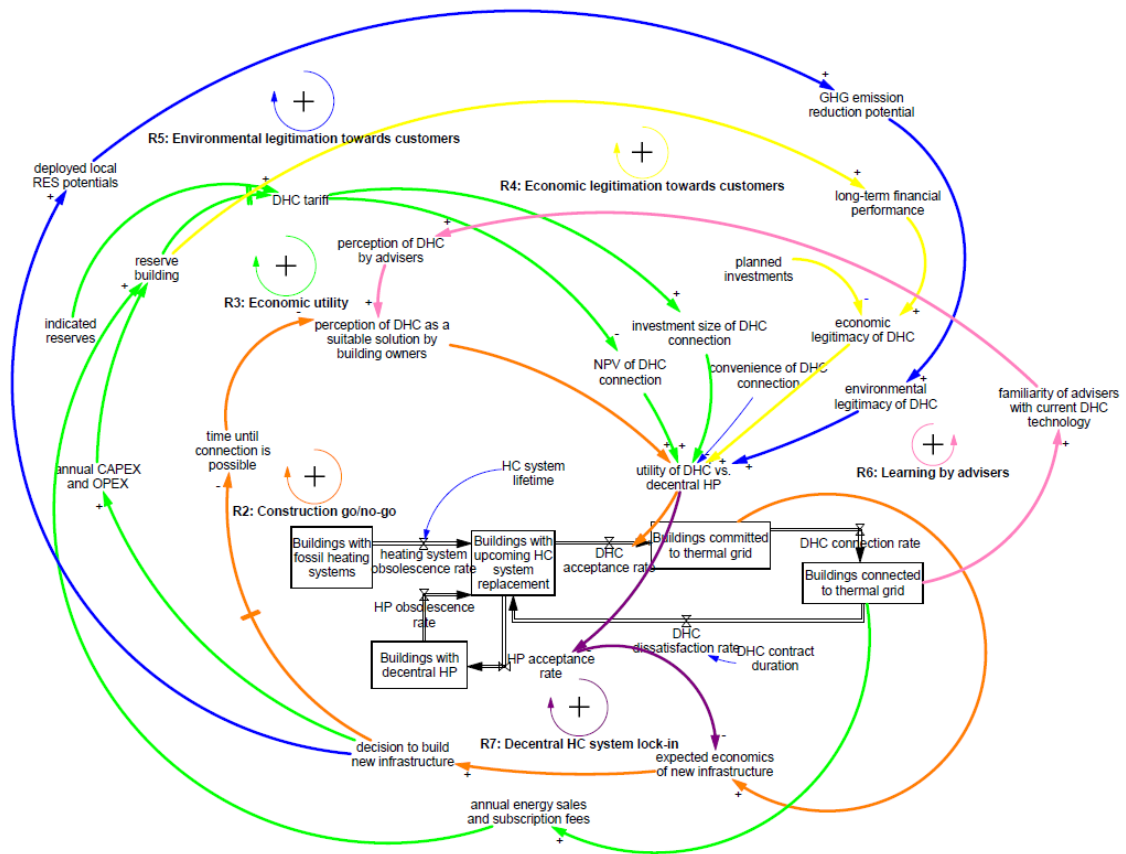 GHG emission
reduction potential
R5: Environmental legitimation towards customers
deployed local
RES potentials
R4: Economic legitimation towards customers
DHC tariff
long-term financial
performance
perception of DHC
by advisers
reserve
building
planned
investments
R3: Economic utility
indicated
reserves
perception of DHC as a
suitable solution by
building owners
investment size of DHC
connection
economic
legitimacy of DHC
NPV of DHC
connection
convenience of DHC
connection
environmental
legitimacy of DHC
familiarity of advisers
with current DHC
technology
time until
connection is
possible
annual CAPEX
and OPEX
HC system
lifetime
utility of DHC vs.
decentral HP
R6: Learning by advisers
R2: Construction go/no-go
Buildings with
fossil heating
systems
heating system
obsolescence rate
Buildings with
upcoming HC
system
replacement
DHC
acceptance rate
Buildings committed
to thermal grid
DHC connection rate
Buildings connected
to thermal grid
HP obsolescence
rate
DHC
dissatisfaction rate
DHC contract
duration
Buildings with
decentral HP
HP acceptance
rate
R7: Decentral HC system lock-in
decision to build
new infrastructure
expected economics
of new infrastructure
annual energy sales
and subscription fees